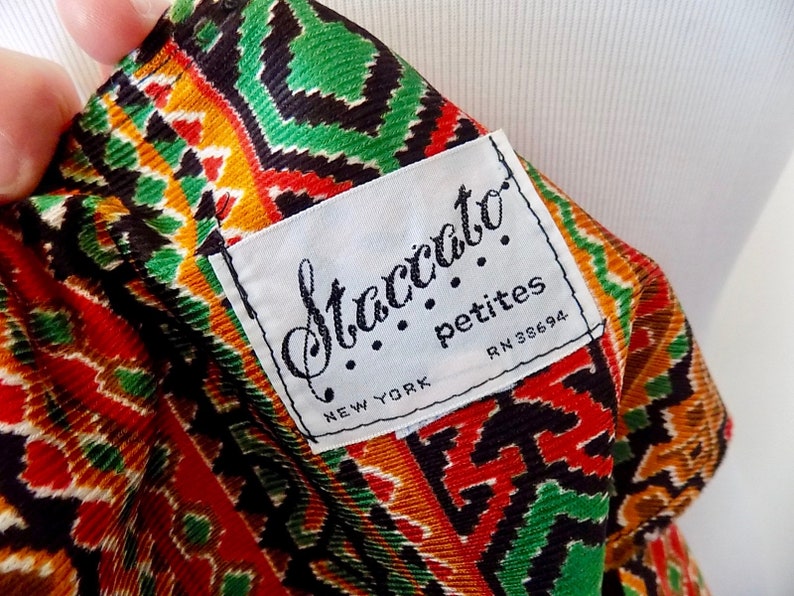 Staccato
petites
NEW YORK RN 38694